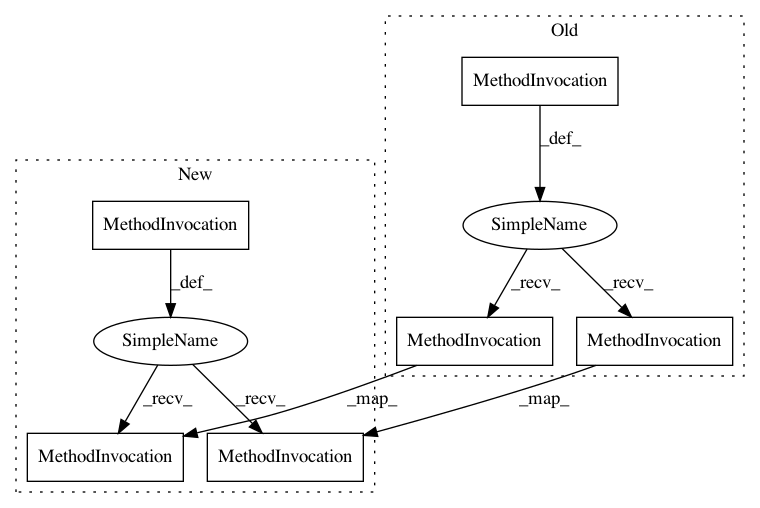 Old
MethodInvocation
_def_
New
MethodInvocation
SimpleName
_def_
_recv_
_recv_
SimpleName
MethodInvocation
MethodInvocation
_recv_
_recv_
_map_
_map_
MethodInvocation
MethodInvocation